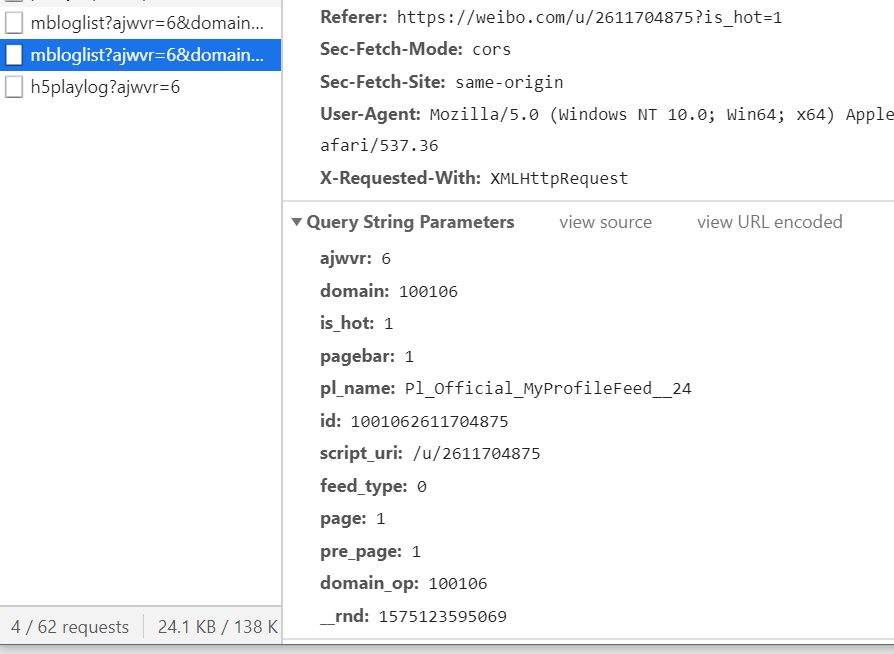 mbloglist?ajwvr=6&domain...
mbloglist?ajwvr=6&domain...
h5playlog?ajwvr=6
4 / 62 requests
24.1 KB / 138 K
Referer: https://weibo.com/u/2611704875?is_hot=1
Sec-Fetch-Mode: cors
Sec-Fetch-Site: same-origin
User-Agent: Mozilla/5.0 (Windows NT 10.0; Win64; x64) Apple
afari/537.36
X-Requested-With: XMLHttpRequest
Query String Parameters view source view URL encoded
ajwvr: 6
domain: 100106
is_hot: 1
pagebar: 1
pl_name: Pl_Official_MyProfileFeed__24
id: 1001062611704875
script_uri: /u/2611704875
feed_type: 0
page: 1
pre_page: 1
domain_op: 100106
__rnd: 1575123595069